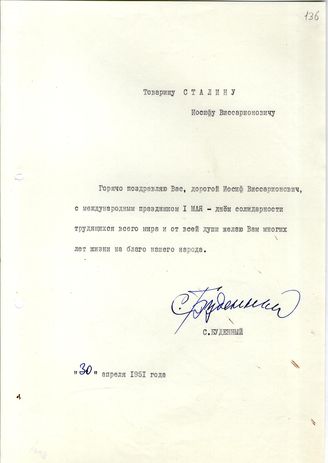 136
Товарищу СТАЛИНУ
Иосифу Виссарионовичу
Горячо поздравляю Вас, дорогой Иосиф Виссарионович,
с международным праздником I МАЯ – днём солидарности
трудящихся всего мира и от всей души желаю Вам многих
лет жизни на благо нашего народа.
С.Буденный
С.БУДЕННЫЙ
"30" апреля 1951 года